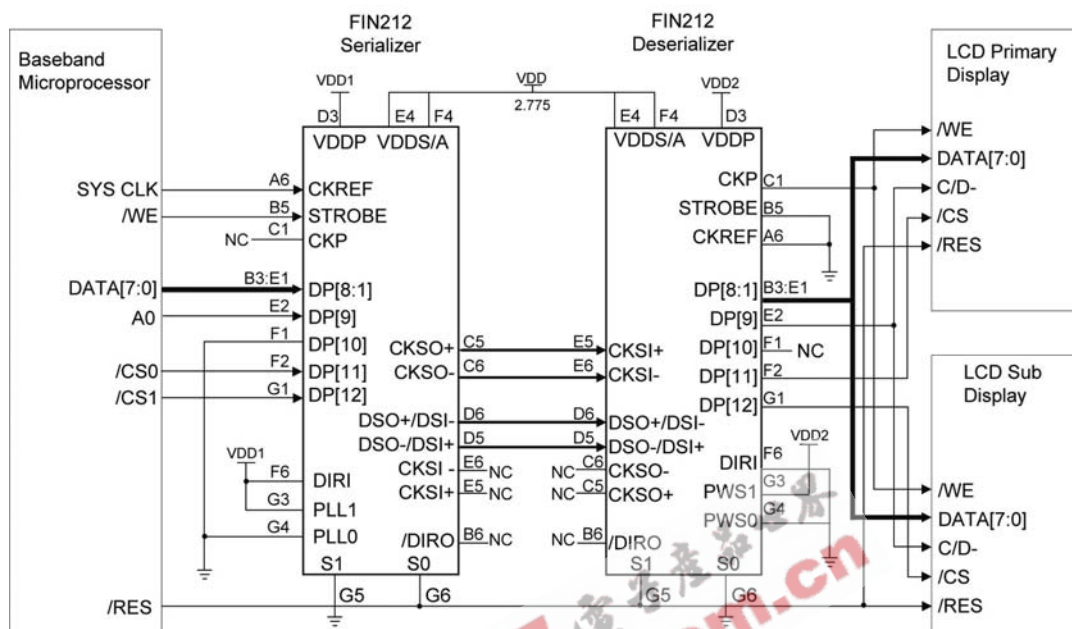 FIN212
Serializer
FIN212
Deserializer
Baseband
Microprocessor
LCD Primary
Display
VDD1
VDD
2.775
VDD2
D3
E4
F4
E4
F4
D3
VDDP
VDDS/A
VDDS/A
VDDP
SYS CLK
A6
CKREF
/WE
B5
STROBE
NC
C1
CKP
DATA[7:0]
B3:E1
DP[8:1]
A0
E2
DP[9]
F1
DP[10]
/CS0
F2
DP[11]
/CS1
G1
DP[12]
VDD1
F6
DIRI
G3
PLL1
G4
PLL0
S1
S0
G5
G6
/RES
CKSO+
C5
CKSO-
C6
DSO+/DSI-
D6
DSO-/DSI+
D5
CKSI -
E6
NC
CKSI+
E5
NC
/DIRO
B6
NC
E5
CKSI+
E6
CKSI-
D6
DSO+/DSI-
D5
DSO-/DSI+
NC
C6
CKSO-
NC
C5
CKSO+
NC
B6
/DIRO
S1
S0
G5
G6
CKP
C1
STROBE
B5
CKREF
A6
DP[8:1]
B3:E1
DP[9]
E2
DP[10]
F1
NC
DP[11]
F2
DP[12]
G1
VDD2
DIRI
F6
PWS1
G3
PWS0
G4
/WE
DATA[7:0]
C/D-
/CS
/RES
LCD Sub
Display
/WE
DATA[7:0]
C/D-
/CS
/RES
電子產品世界
.cn